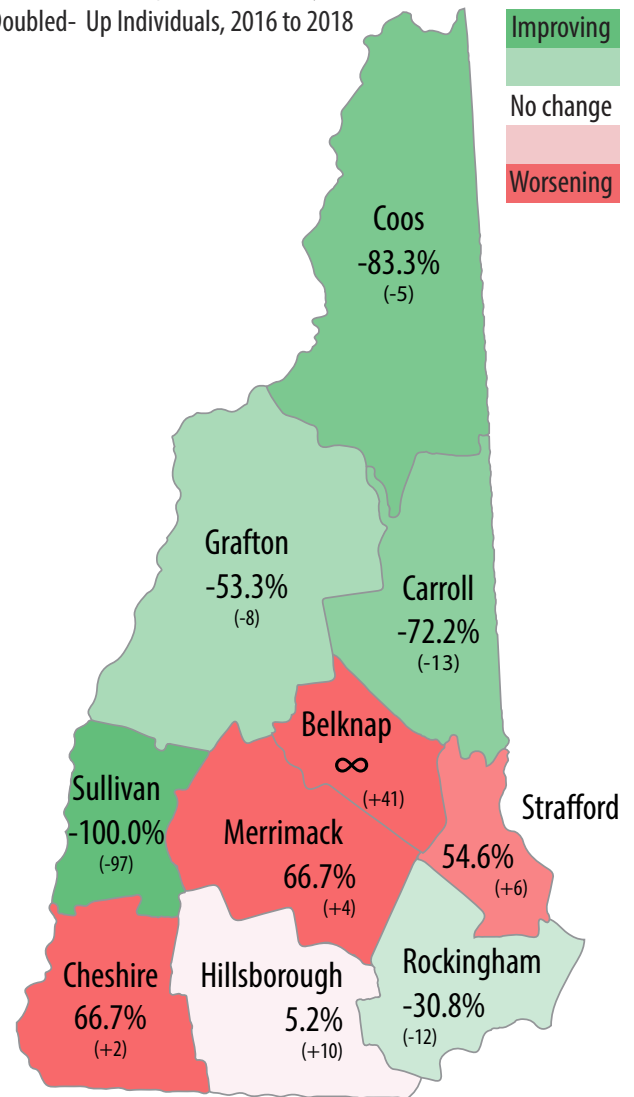 Doubled- Up Individuals, 2016 to 2018
Improving
No change
Worsening
Coos
-83.3%
(-5)
Grafton
-53.3%
(-8)
Carroll
-72.2%
(-13)
Belknap
∞
(+41)
Sullivan
-100.0%
(-97)
Merrimack
66.7%
(+4)
Strafford
54.6%
(+6)
Cheshire
66.7%
(+2)
Hillsborough
5.2%
(+10)
Rockingham
-30.8%
(-12)